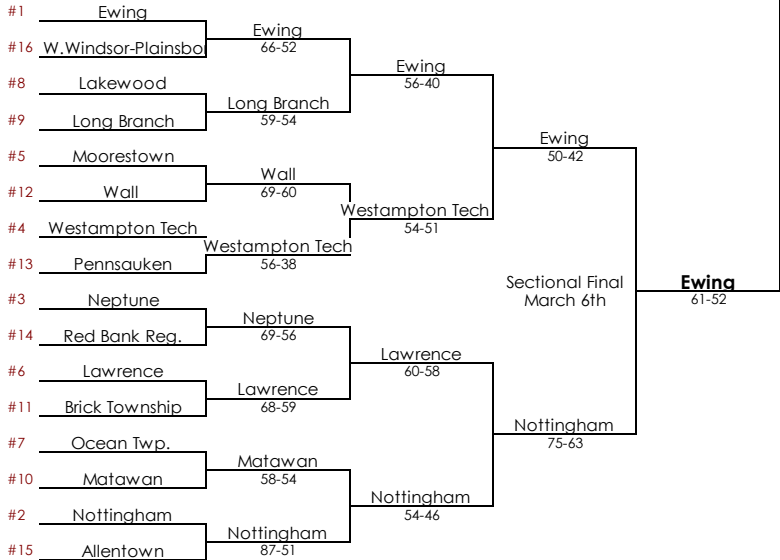 #1 Ewing
Ewing
66-52
#16 W.Windsor-Plainsbor
Ewing
56-40
#8 Lakewood
Long Branch
59-54
#9 Long Branch
Ewing
50-42
#5 Moorestown
Wall
69-60
#12 Wall
Westampton Tech
54-51
#4 Westampton Tech
Westampton Tech
56-38
#13 Pennsauken
Sectional Final
March 6th
Ewing
61-52
#3 Neptune
Neptune
69-56
#14 Red Bank Reg.
Lawrence
60-58
#6 Lawrence
Lawrence
68-59
#11 Brick Township
Nottingham
75-63
#7 Ocean Twp.
Matawan
58-54
#10 Matawan
Nottingham
54-46
#2 Nottingham
Nottingham
87-51
#15 Allentown